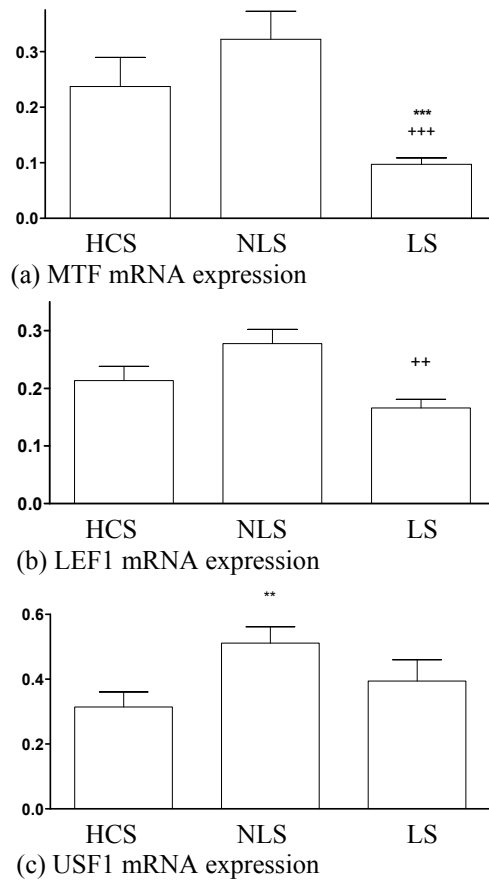 0.3
0.2
0.1
0.0
***
+++
HCS NLS LS
(a) MTF mRNA expression
0.3
0.2
0.1
0.0
++
HCS NLS LS
(b) LEF1 mRNA expression
0.6
0.4
0.2
0.0
**
HCS NLS LS
(c) USF1 mRNA expression